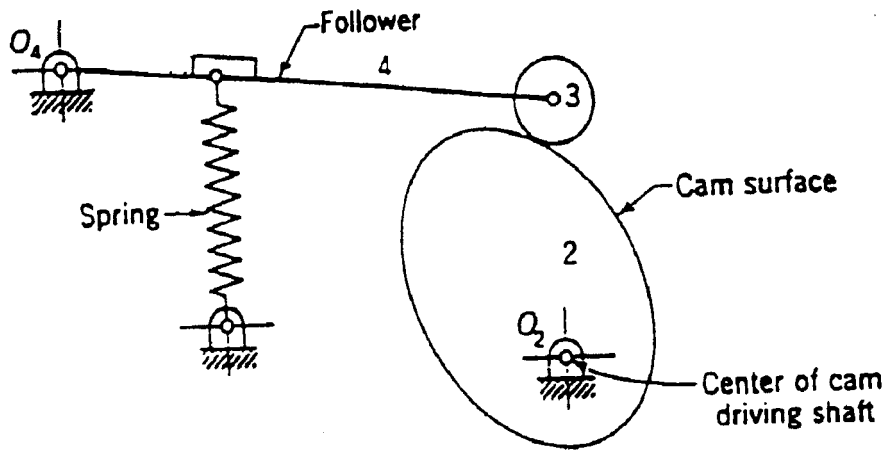 Follower
O₄
4
3
Cam surface
Spring
2
O₂
Center of cam
driving shaft